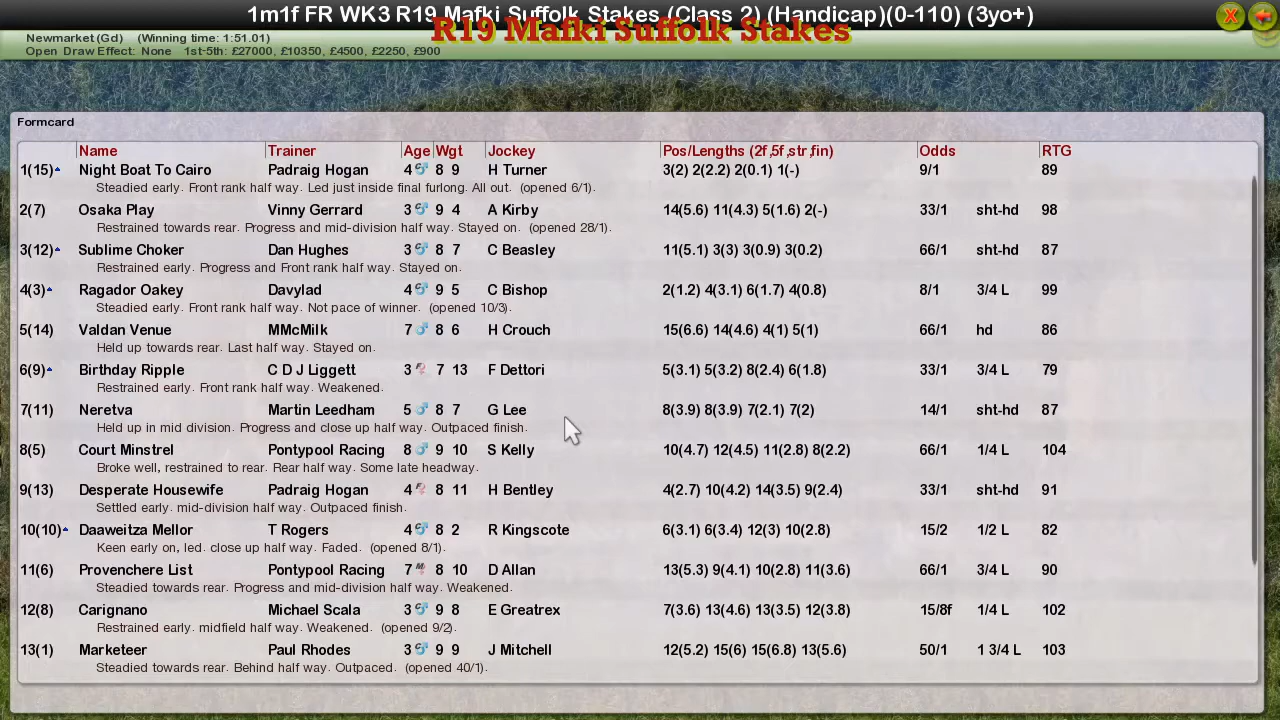 1m1f FR WK3 R19 Mafki Suffolk Stakes (Class 2) (Handicap)(0-110) (3yo+)
R19 Mafki Suffolk Stakes
Newmarket (Gd) (Winning time: 1:51.01)
Open Draw Effect: None 1st-5th: £27000, £10350, £4500, £2250, £900
Formcard
Name Trainer Age Wgt Jockey Pos/Lengths (2f,5f,str,fin) Odds RTG
1(15) Night Boat To Cairo Padraig Hogan 4 8 9 H Turner 3(2) 2(2.2) 2(0.1) 1(-) 9/1 89
Steadied early. Front rank half way. Led just inside final furlong. All out. (opened 6/1).
2(7) Osaka Play Vinny Gerrard 3 9 4 A Kirby 14(5.6) 11(4.3) 5(1.6) 2(-) 33/1 sht-hd 98
Restrained towards rear. Progress and mid-division half way. Stayed on. (opened 28/1).
3(12) Sublime Choker Dan Hughes 3 8 7 C Beasley 11(5.1) 3(3) 3(0.9) 3(0.2) 66/1 sht-hd 87
Restrained early. Progress and Front rank half way. Stayed on.
4(3) Ragador Oakey Davylad 4 9 5 C Bishop 2(1.2) 4(3.1) 6(1.7) 4(0.8) 8/1 3/4 L 99
Steadied early. Front rank half way. Not pace of winner. (opened 10/3).
5(14) Valdan Venue MMcMilk 7 8 6 H Crouch 15(6.6) 14(4.6) 4(1) 5(1) 66/1 hd 86
Held up towards rear. Last half way. Stayed on.
6(9) Birthday Ripple C D J Liggett 3 7 13 F Dettori 5(3.1) 5(3.2) 8(2.4) 6(1.8) 33/1 3/4 L 79
Restrained early. Front rank half way. Weakened.
7(11) Neretva Martin Leedham 5 8 7 G Lee 8(3.9) 8(3.9) 7(2.1) 7(2) 14/1 sht-hd 87
Held up in mid division. Progress and close up half way. Outpaced finish.
8(5) Court Minstrel Pontypool Racing 8 9 10 S Kelly 10(4.7) 12(4.5) 11(2.8) 8(2.2) 66/1 1/4 L 104
Broke well, restrained to rear. Rear half way. Some late headway.
9(13) Desperate Housewife Padraig Hogan 4 8 11 H Bentley 4(2.7) 10(4.2) 14(3.5) 9(2.4) 33/1 sht-hd 91
Settled early. mid-division half way. Outpaced finish.
10(10) Daaweitza Mellor T Rogers 4 8 2 R Kingscote 6(3.1) 6(3.4) 12(3) 10(2.8) 15/2 1/2 L 82
Keen early on, led. close up half way. Faded. (opened 8/1).
11(6) Provenchere List Pontypool Racing 7 8 10 D Allan 13(5.3) 9(4.1) 10(2.8) 11(3.6) 66/1 3/4 L 90
Steadied towards rear. Progress and mid-division half way. Weakened.
12(8) Carignano Michael Scala 3 9 8 E Greatrex 7(3.6) 13(4.6) 13(3.5) 12(3.8) 15/8f 1/4 L 102
Restrained early. midfield half way. Weakened. (opened 9/2).
13(1) Marketeer Paul Rhodes 3 9 9 J Mitchell 12(5.2) 15(6) 15(6.8) 13(5.6) 50/1 1 3/4 L 103
Steadied towards rear. Behind half way. Outpaced. (opened 40/1).